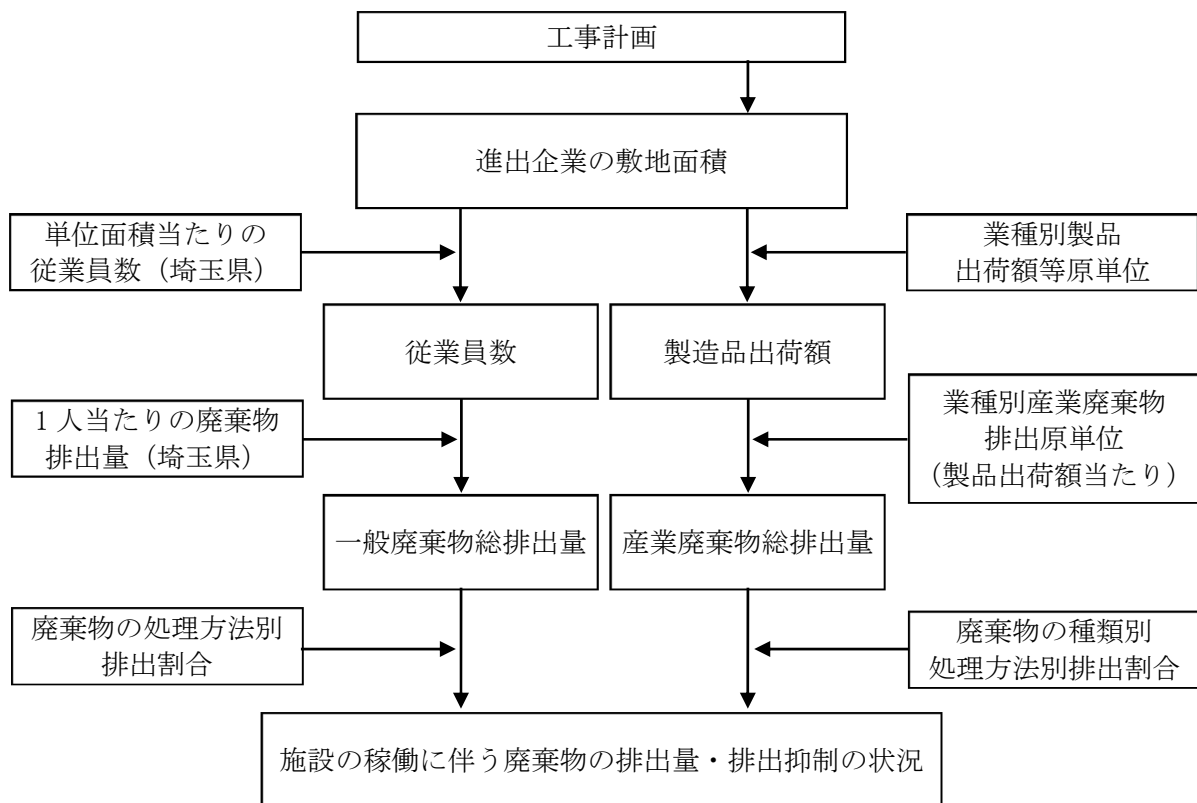 工事計画
進出企業の敷地面積
単位面積当たりの
従業員数（埼玉県）
業種別製品
出荷額等原単位
従業員数
製造品出荷額
1人当たりの廃棄物
排出量（埼玉県）
業種別産業廃棄物
排出原単位
（製品出荷額当たり）
一般廃棄物総排出量
産業廃棄物総排出量
廃棄物の処理方法別
排出割合
廃棄物の種類別
処理方法別排出割合
施設の稼働に伴う廃棄物の排出量・排出抑制の状況